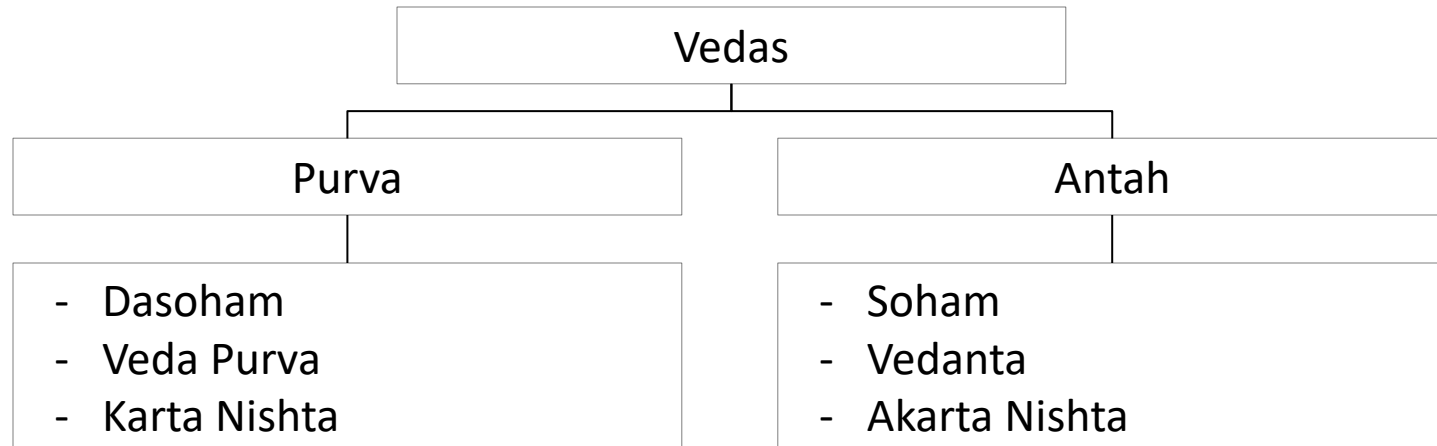 Vedas
Purva
Antah
- Dasoham
- Veda Purva
- Karta Nishta
- Soham
- Vedanta
- Akarta Nishta